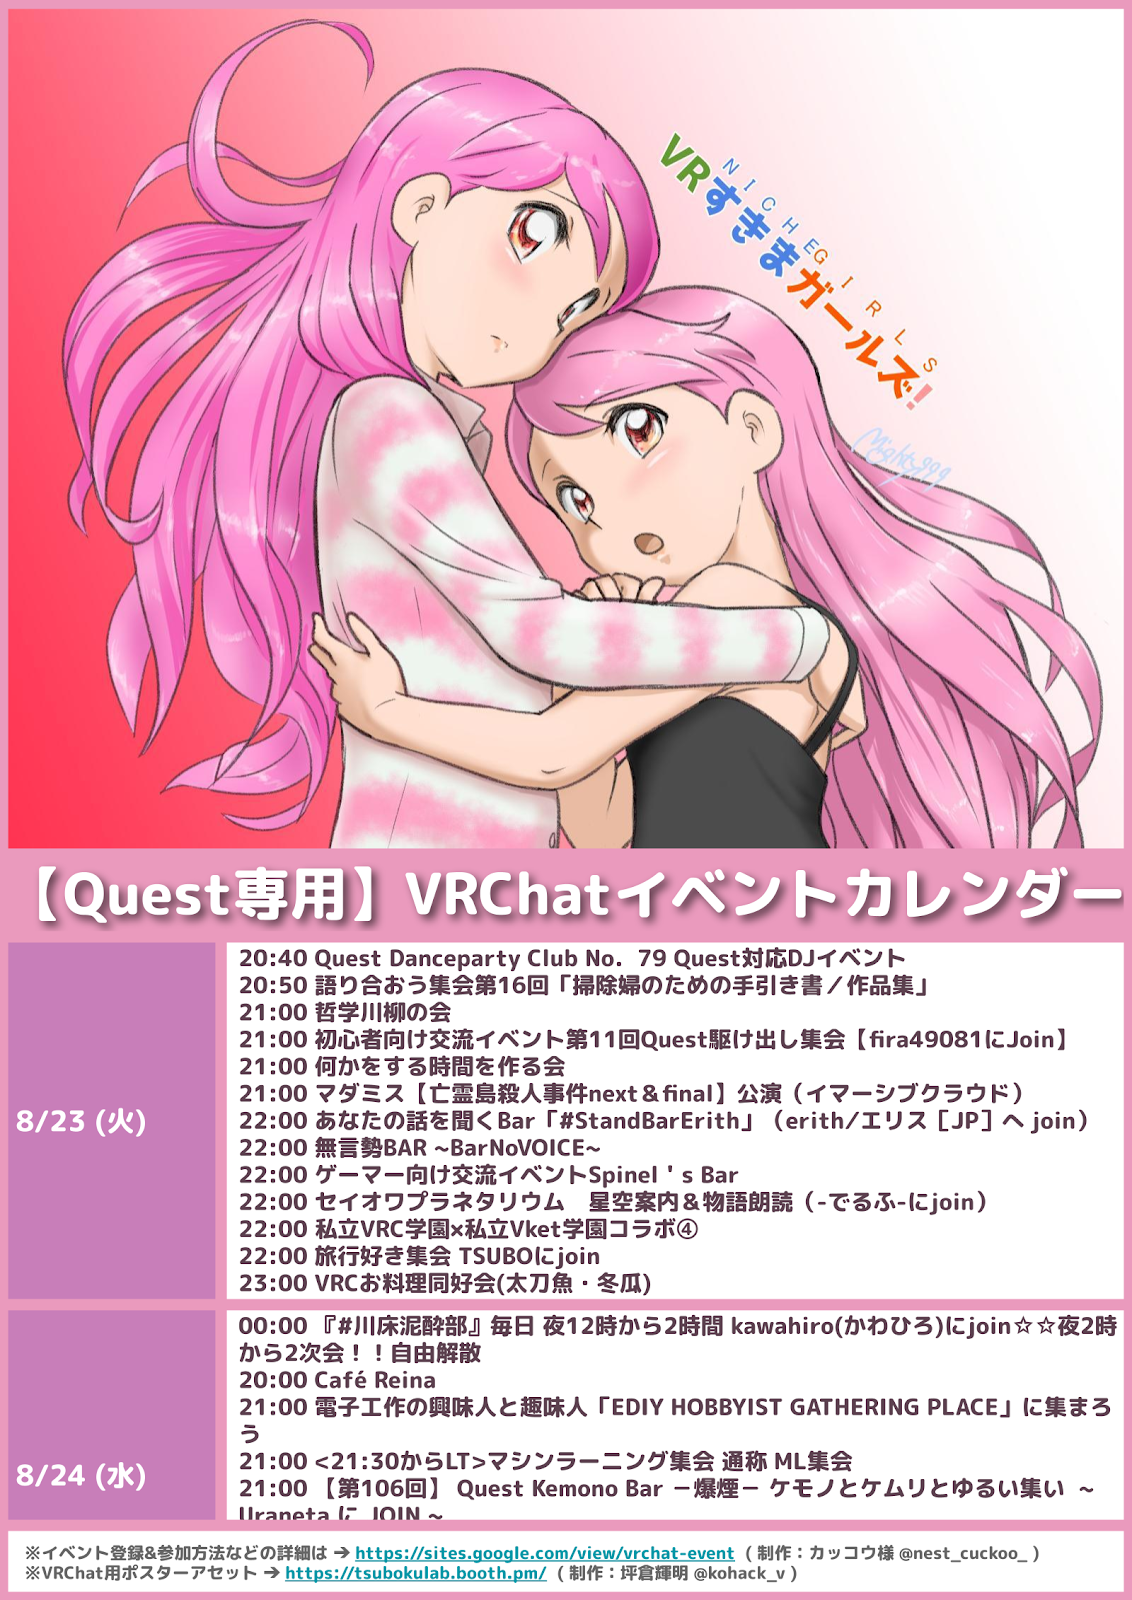 NICHE GIRLS
VRすきまガールズ!
Mighty999
【Quest専用】VRChatイベントカレンダー
8/23 (火)
20:40 Quest Danceparty Club No．79 Quest対応DJイベント
20:50 語り合おう集会第16回「掃除婦のための手引き書／作品集」
21:00 哲学川柳の会
21:00 初心者向け交流イベント第11回Quest駆け出し集会【fira49081にJoin】
21:00 何かをする時間を作る会
21:00 マダミス【亡霊島殺人事件next＆final】公演（イマーシブクラウド）
22:00 あなたの話を聞くBar「#StandBarErith」（erith/エリス［JP］へ join）
22:00 無言勢BAR ~BarNoVOICE~
22:00 ゲーマー向け交流イベントSpinel＇s Bar
22:00 セイオワプラネタリウム　星空案内＆物語朗読（-でるふ-にjoin）
22:00 私立VRC学園×私立Vket学園コラボ④
22:00 旅行好き集会 TSUBOにjoin
23:00 VRCお料理同好会(太刀魚・冬瓜)
8/24 (水)
00:00 『#川床泥酔部』毎日 夜12時から2時間 kawahiro(かわひろ)にjoin☆☆夜2時
から2次会！！自由解散
20:00 Café Reina
21:00 電子工作の興味人と趣味人「EDIY HOBBYIST GATHERING PLACE」に集まろ
う
21:00 <21:30からLT>マシンラーニング集会 通称 ML集会
21:00 【第106回】 Quest Kemono Bar －爆煙－ ケモノとケムリとゆるい集い ～
Uraneta に JOIN ～
※イベント登録&参加方法などの詳細は ➔ https://sites.google.com/view/vrchat-event ( 制作：カッコウ様 @nest_cuckoo_ )
※VRChat用ポスターアセット ➔ https://tsubokulab.booth.pm/ ( 制作：坪倉輝明 @kohack_v )